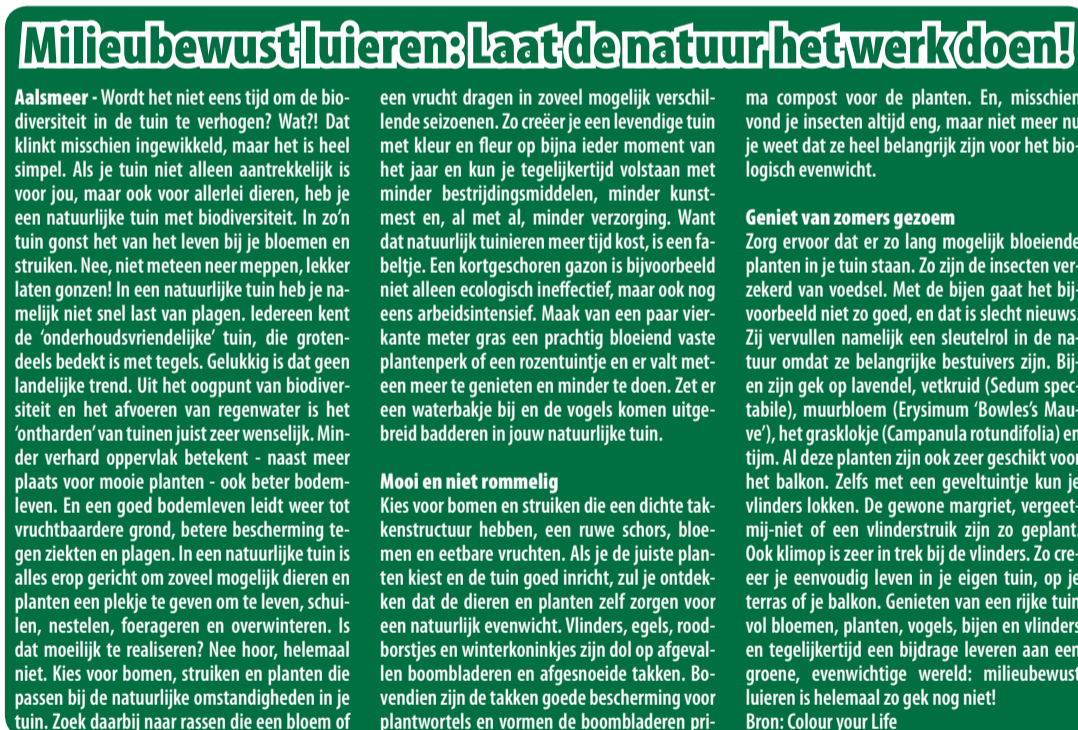 Milieubewust luieren: Laat de natuur het werk doen!
Aalsmeer - Wordt het niet eens tijd om de bio-
diversiteit in de tuin te verhogen? Wat?! Dat
klinkt misschien ingewikkeld, maar het is heel
simpel. Als je tuin niet alleen aantrekkelijk is
voor jou, maar ook voor allerlei dieren, heb je
een natuurlijke tuin met biodiversiteit. In zo'n
tuin gonst het van het leven bij je bloemen en
struiken. Nee, niet meteen neer meppen, lekker
laten gonzen! In een natuurlijke tuin heb je na-
melijk niet snel last van plagen. Iedereen kent
de 'onderhoudsvriendelijke' tuin, die groten-
deels bedekt is met tegels. Gelukkig is dat geen
landelijke trend. Uit het oogpunt van biodiver-
siteit en het afvoeren van regenwater is het
'ontharden' van tuinen juist zeer wenselijk. Min-
der verhard oppervlak betekent - naast meer
plaats voor mooie planten - ook beter bodem-
leven. En een goed bodemleven leidt weer tot
vruchtbaardere grond, betere bescherming te-
gen ziekten en plagen. In een natuurlijke tuin is
alles erop gericht om zoveel mogelijk dieren en
planten een plekje te geven om te leven, schui-
len, nestelen, foerageren en overwinteren. Is
dat moeilijk te realiseren? Nee hoor, helemaal
niet. Kies voor bomen, struiken en planten die
passen bij de natuurlijke omstandigheden in je
tuin. Zoek daarbij naar rassen die een bloem of
een vrucht dragen in zoveel mogelijk verschil-
lende seizoenen. Zo creëer je een levendige tuin
met kleur en fleur op bijna ieder moment van
het jaar en kun je tegelijkertijd volstaan met
minder bestrijdingsmiddelen, minder kunst-
mest en, al met al, minder verzorging. Want
dat natuurlijk tuinieren meer tijd kost, is een fa-
beltje. Een kortgeschoren gazon is bijvoorbeeld
niet alleen ecologisch ineffectief, maar ook nog
eens arbeidsintensief. Maak van een paar vier-
kante meter gras een prachtig bloeiend vaste
plantenperk of een rozentuintje en er valt met-
een meer te genieten en minder te doen. Zet er
een waterbakje bij en de vogels komen uitge-
breid badderen in jouw natuurlijke tuin.
Mooi en niet rommelig
Kies voor bomen en struiken die een dichte tak-
kenstructuur hebben, een ruwe schors, bloe-
men en eetbare vruchten. Als je de juiste plan-
ten kiest en de tuin goed inricht, zul je ontdek-
ken dat de dieren en planten zelf zorgen voor
een natuurlijk evenwicht. Vlinders, egels, rood-
borstjes en winterkoninkjes zijn dol op afgeval-
len boombladeren en afgesnoeide takken. Bo-
vendien zijn de takken goede bescherming voor
plantwortels en vormen de boombladeren pri-
ma compost voor de planten. En, misschien
vond je insecten altijd eng, maar niet meer nu
je weet dat ze heel belangrijk zijn voor het bio-
logisch evenwicht.
Geniet van zomers gezoem
Zorg ervoor dat er zo lang mogelijk bloeiende
planten in je tuin staan. Zo zijn de insecten ver-
zekerd van voedsel. Met de bijen gaat het bij-
voorbeeld niet zo goed, en dat is slecht nieuws.
Zij vervullen namelijk een sleutelrol in de na-
tuur omdat ze belangrijke bestuivers zijn. Bij-
en zijn gek op lavendel, vetkruid (Sedum spec-
tabile), muurbloem (Erysimum 'Bowles's Mau-
ve'), het grasklokje (Campanula rotundifolia) en
tijm. Al deze planten zijn ook zeer geschikt voor
het balkon. Zelfs met een geveltuintje kun je
vlinders lokken. De gewone margriet, vergeet-
mij-niet of een vlinderstruik zijn zo geplant.
Ook klimop is zeer in trek bij de vlinders. Zo cre-
eer je eenvoudig leven in je eigen tuin, op je
terras of je balkon. Genieten van een rijke tuin
vol bloemen, planten, vogels, bijen en vlinders
en tegelijkertijd een bijdrage leveren aan een
groene, evenwichtige wereld: milieubewust
luieren is helemaal zo gek nog niet!
Bron: Colour your Life